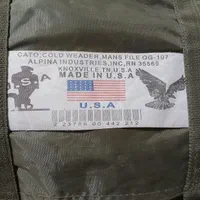 CATO, COLD WEADER, MANS FILE OG-107
ALPINA INDUSTRIES, INC, RN 36565
KNOXVILLE TN. U.S.A
MADE IN U.S.A
U.S.A